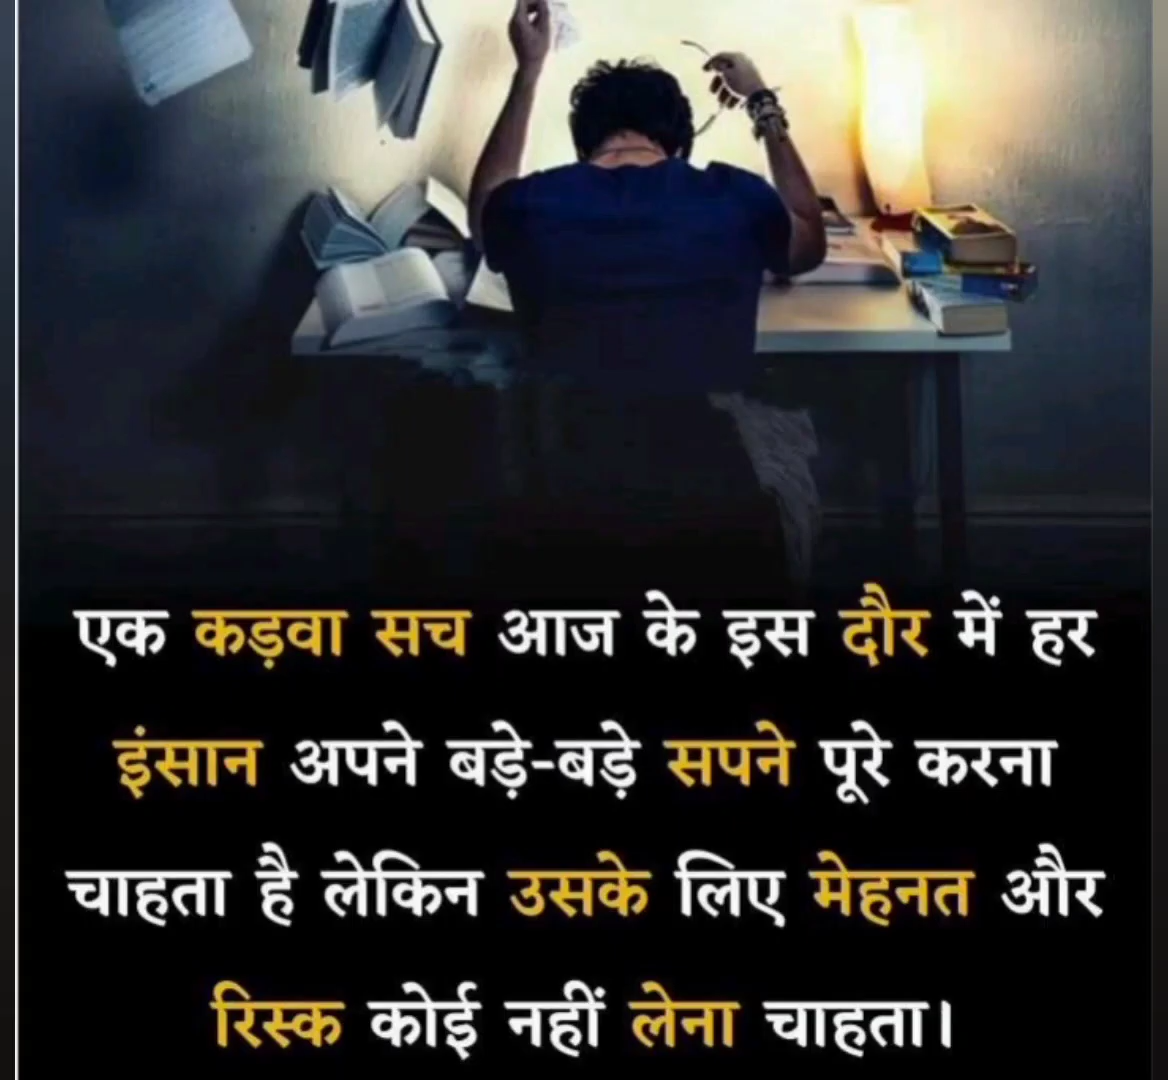 एक कड़वा सच आज के इस दौर में हर
इंसान अपने बड़े-बड़े सपने पूरे करना
चाहता है लेकिन उसके लिए मेहनत और
रिस्क कोई नहीं लेना चाहता।